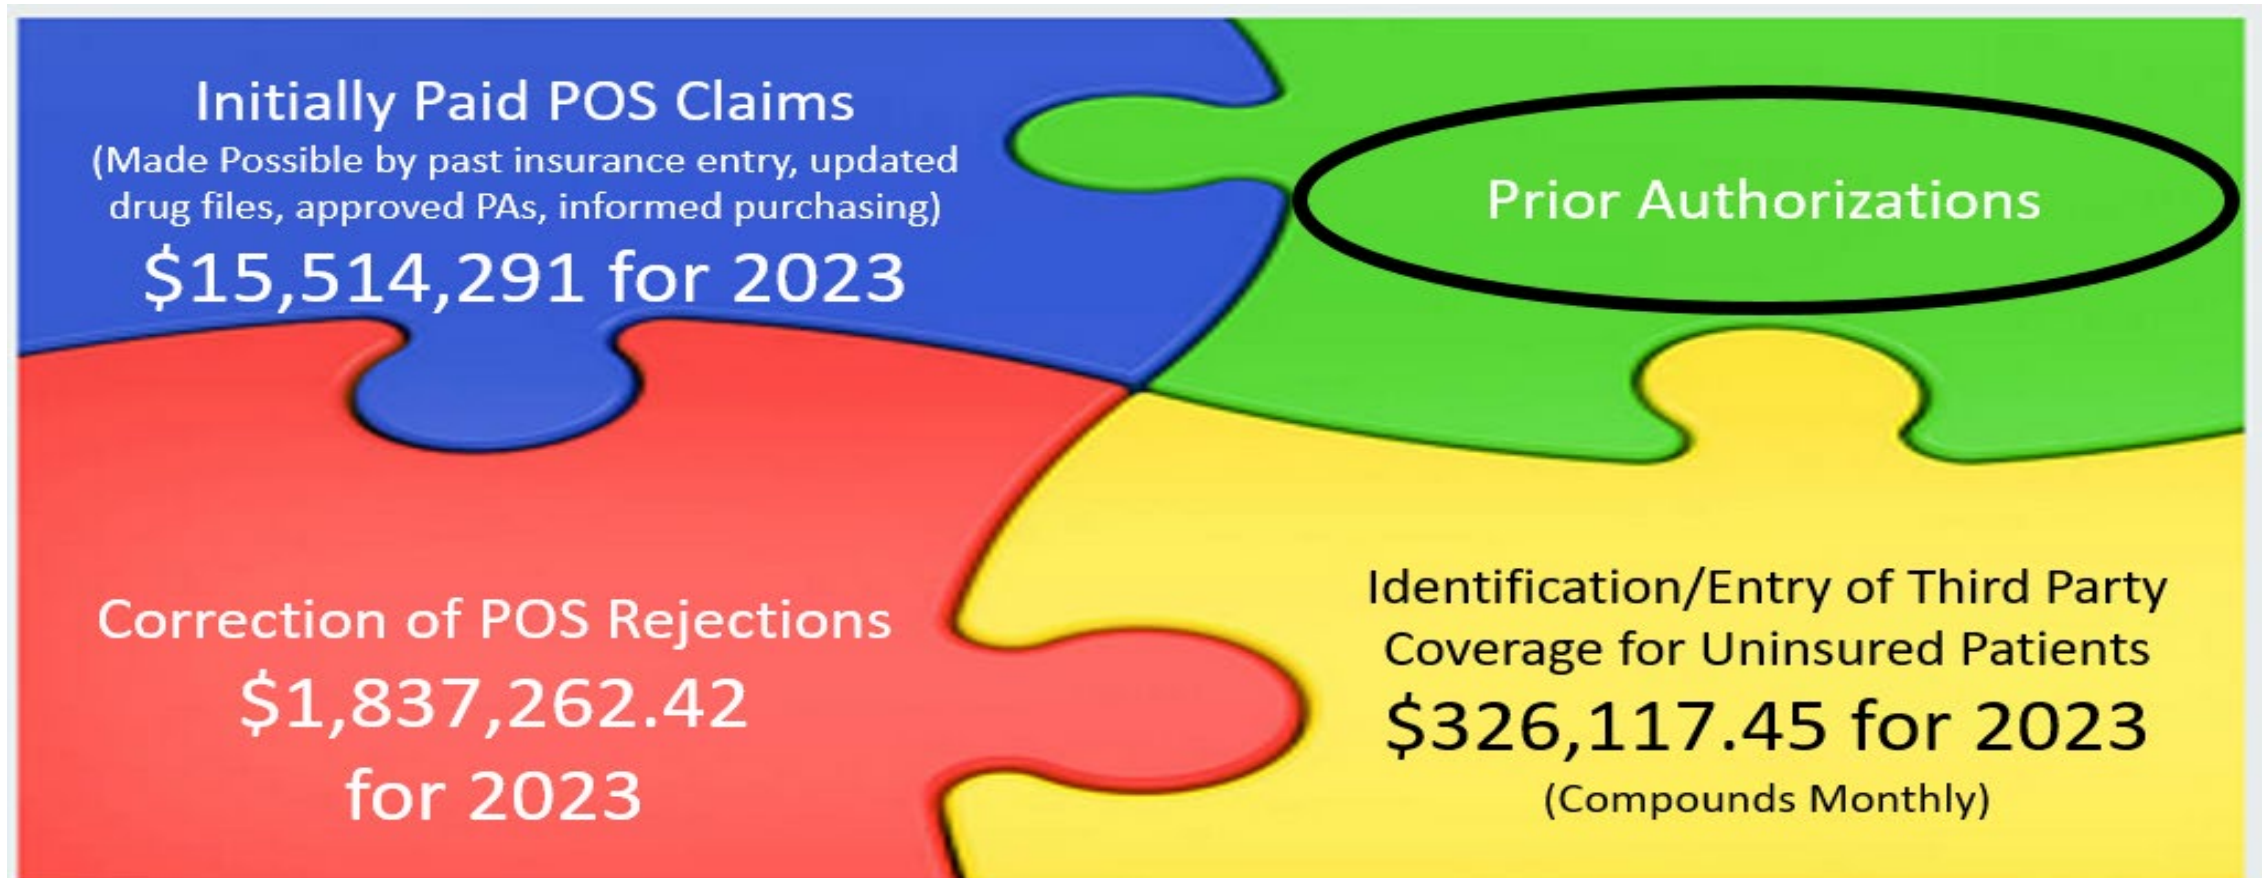 Initially Paid POS Claims
(Made Possible by past insurance entry, updated
drug files, approved PAs, informed purchasing)
$15,514,291 for 2023
Prior Authorizations
Correction of POS Rejections
$1,837,262.42
for 2023
Identification/Entry of Third Party
Coverage for Uninsured Patients
$326,117.45 for 2023
(Compounds Monthly)